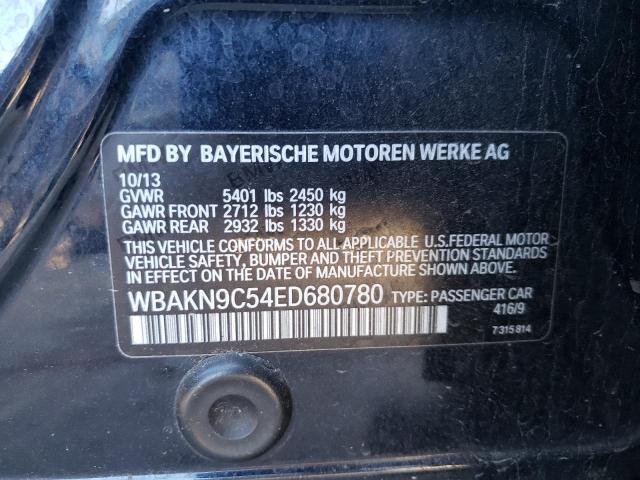 MFD BY BAYERISCHE MOTOREN WERKE AG
10/13
GVWR 5401 lbs 2450 kg
GAWR FRONT 2712 lbs 1230 kg
GAWR REAR 2932 lbs 1330 kg
THIS VEHICLE CONFORMS TO ALL APPLICABLE U.S.FEDERAL MOTOR
VEHICLE SAFETY, BUMPER AND THEFT PREVENTION STANDARDS
IN EFFECT ON THE DATE OF MANUFACTURE SHOWN ABOVE.
WBAKN9C54ED680780 TYPE: PASSENGER CAR
416/9
7315814